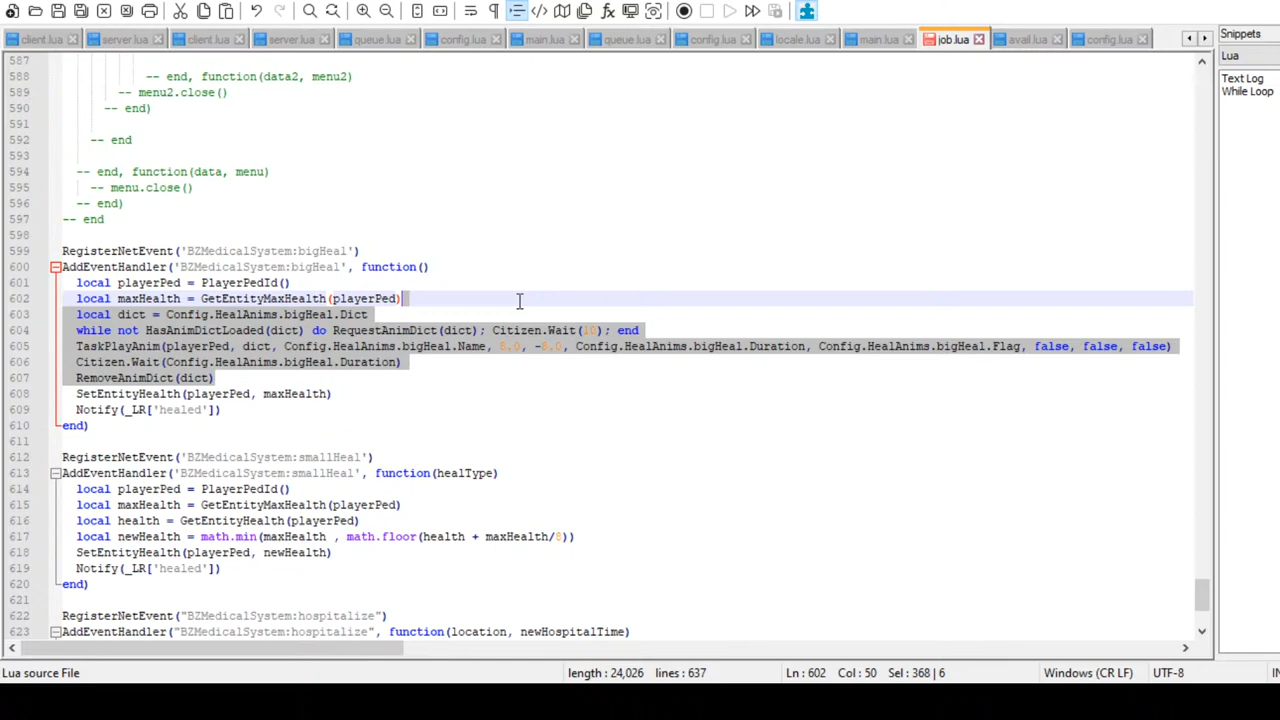 client.lua server.lua client.lua server.lua queue.lua config.lua main.lua queue.lua config.lua locale.lua main.lua job.lua avail.lua config.lua
Snippets
Lua
Text Log
While Loop
587
588 -- end, function(data2, menu2)
589 -- menu2.close()
590 -- end)
591
592 -- end
593
594 -- end, function(data, menu)
595 -- menu.close()
596 -- end)
597 -- end
598
599 RegisterNetEvent('BZMedicalSystem:bigHeal')
600 AddEventHandler('BZMedicalSystem:bigHeal', function()
601 local playerPed = PlayerPedId()
602 local maxHealth = GetEntityMaxHealth(playerPed)
603 local dict = Config.HealAnims.bigHeal.Dict
604 while not HasAnimDictLoaded(dict) do RequestAnimDict(dict); Citizen.Wait(10); end
605 TaskPlayAnim(playerPed, dict, Config.HealAnims.bigHeal.Name, 8.0, -8.0, Config.HealAnims.bigHeal.Duration, Config.HealAnims.bigHeal.Flag, false, false, false)
606 Citizen.Wait(Config.HealAnims.bigHeal.Duration)
607 RemoveAnimDict(dict)
608 SetEntityHealth(playerPed, maxHealth)
609 Notify(_LR['healed'])
610 end)
611
612 RegisterNetEvent('BZMedicalSystem:smallHeal')
613 AddEventHandler('BZMedicalSystem:smallHeal', function(healType)
614 local playerPed = PlayerPedId()
615 local maxHealth = GetEntityMaxHealth(playerPed)
616 local health = GetEntityHealth(playerPed)
617 local newHealth = math.min(maxHealth , math.floor(health + maxHealth/8))
618 SetEntityHealth(playerPed, newHealth)
619 Notify(_LR['healed'])
620 end)
621
622 RegisterNetEvent("BZMedicalSystem:hospitalize")
623 AddEventHandler("BZMedicalSystem:hospitalize", function(location, newHospitalTime)
Lua source File length : 24,026 lines : 637 Ln : 602 Col : 50 Sel : 368 | 6 Windows (CR LF) UTF-8